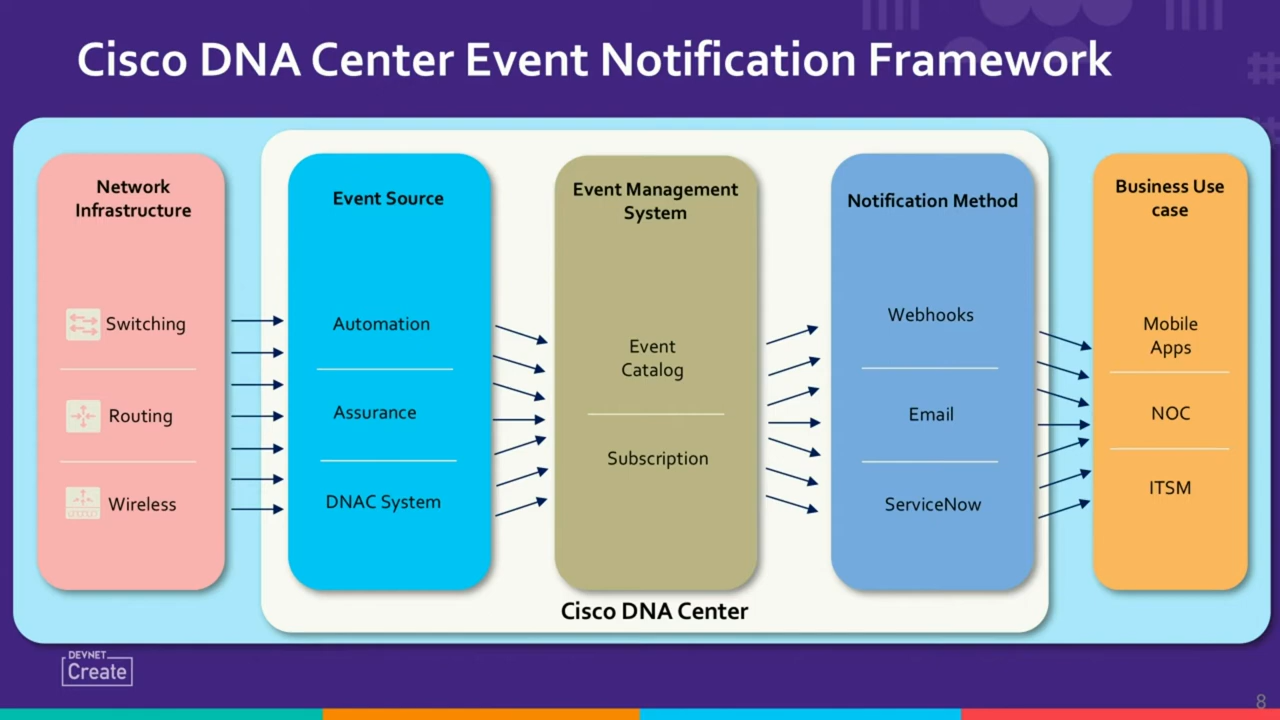 Cisco DNA Center Event Notification Framework
Network
Infrastructure
Switching
Routing
Wireless
Event Source
Automation
Assurance
DNAC System
Event Management
System
Event
Catalog
Subscription
Notification Method
Webhooks
Email
ServiceNow
Business Use
case
Mobile
Apps
NOC
ITSM
Cisco DNA Center
DEVNET
Create
8